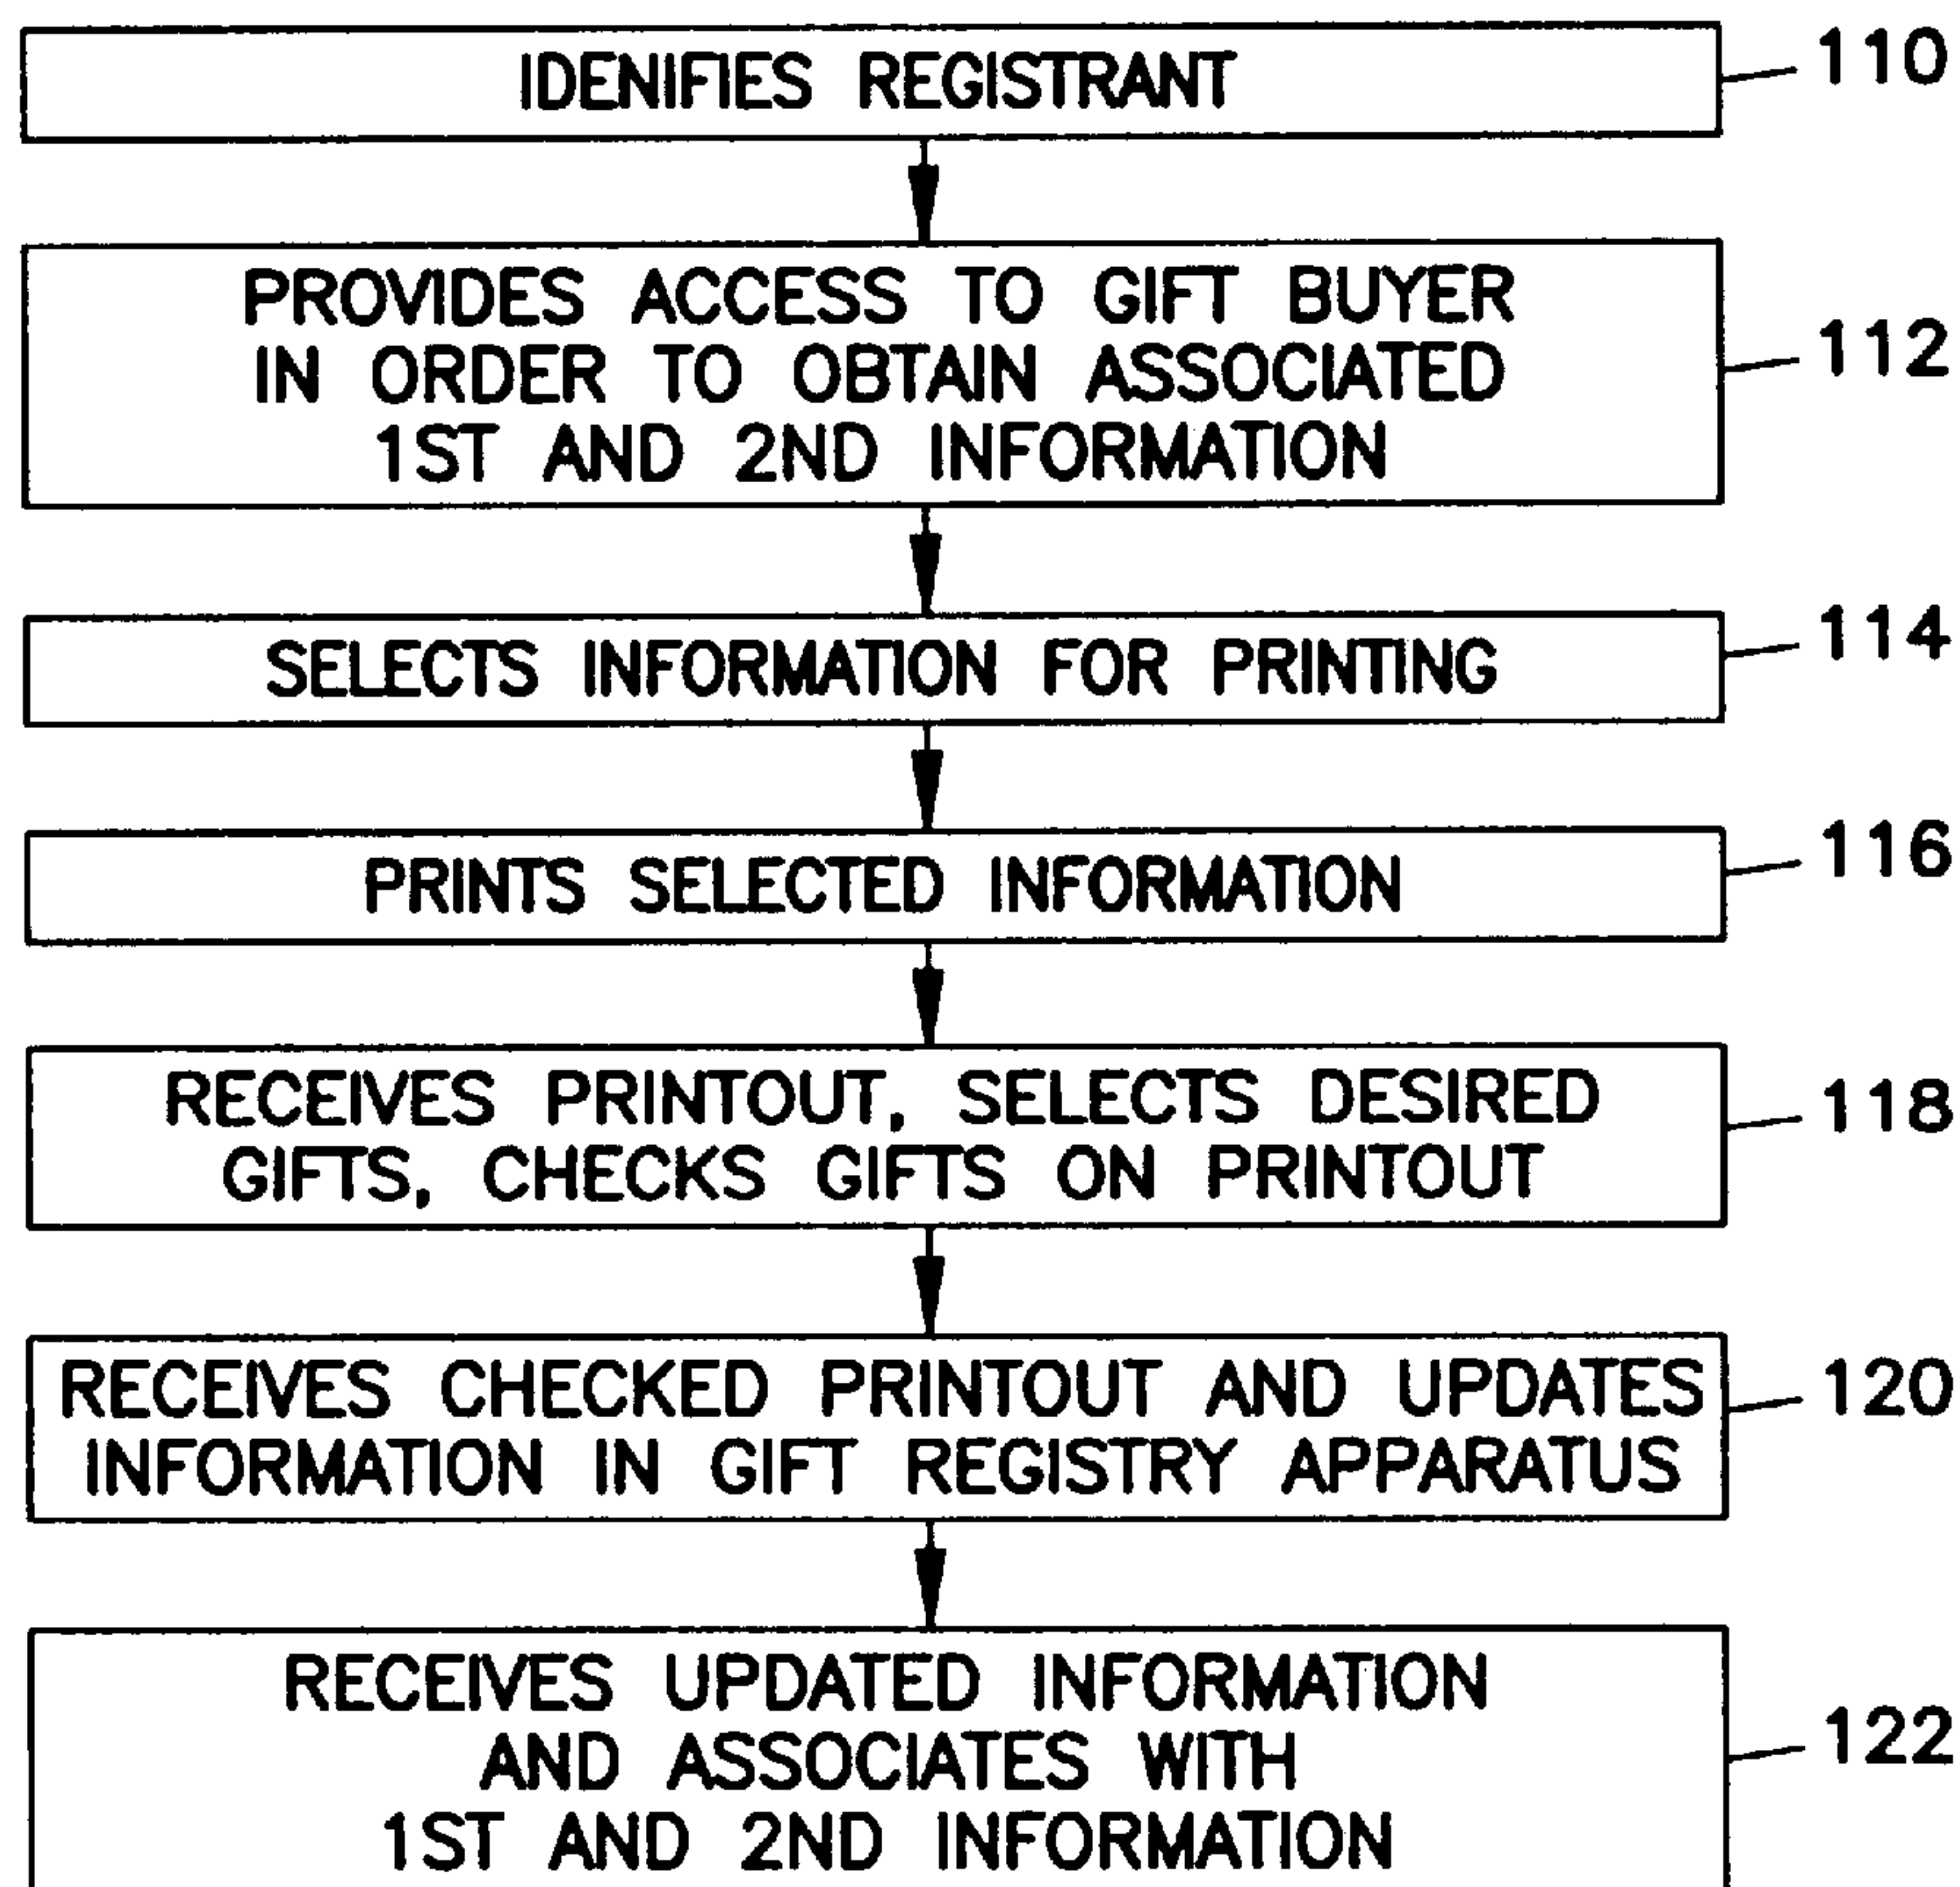 IDENIFIES REGISTRANT
110
PROVIDES ACCESS TO GIFT BUYER
IN ORDER TO OBTAIN ASSOCIATED
1ST AND 2ND INFORMATION
112
SELECTS INFORMATION FOR PRINTING
114
PRINTS SELECTED INFORMATION
116
RECEIVES PRINTOUT, SELECTS DESIRED
GIFTS, CHECKS GIFTS ON PRINTOUT
118
RECEIVES CHECKED PRINTOUT AND UPDATES
INFORMATION IN GIFT REGISTRY APPARATUS
120
RECEIVES UPDATED INFORMATION
AND ASSOCIATES WITH
1ST AND 2ND INFORMATION
122